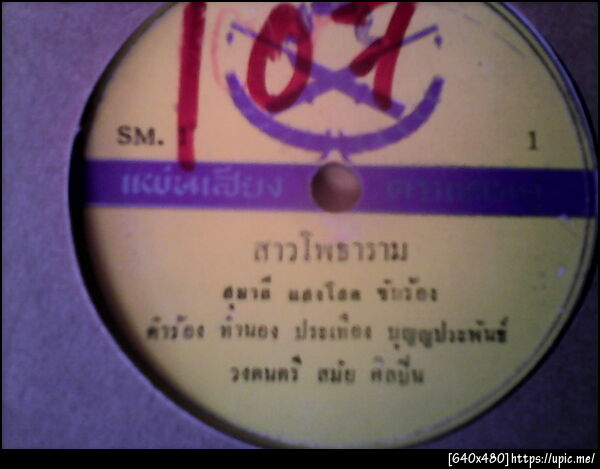 107
SM. 1
แผ่นเสียง
สาวโพธาราม
สุมาลี แสงโสด ขับร้อง
คำร้อง ทำนอง ประเทือง บุญญประพันธ์
วงดนตรี สมัย ศิลปิน
[640x480]https://upic.me/